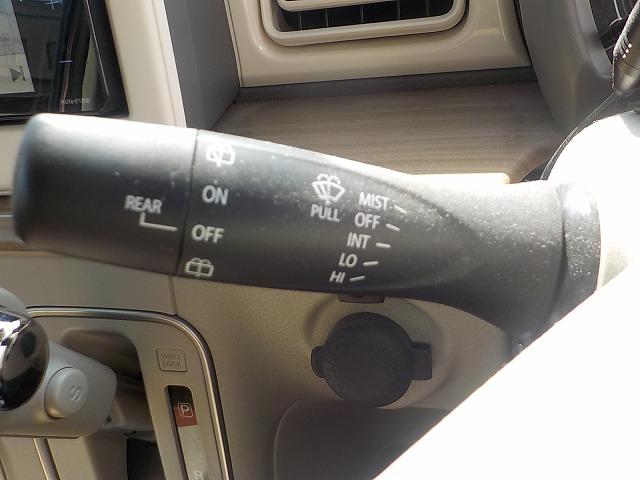 ON
REAR
OFF
PULL
MIST
OFF
INT
LO
HI
SHIFT
LOCK
P
R
S